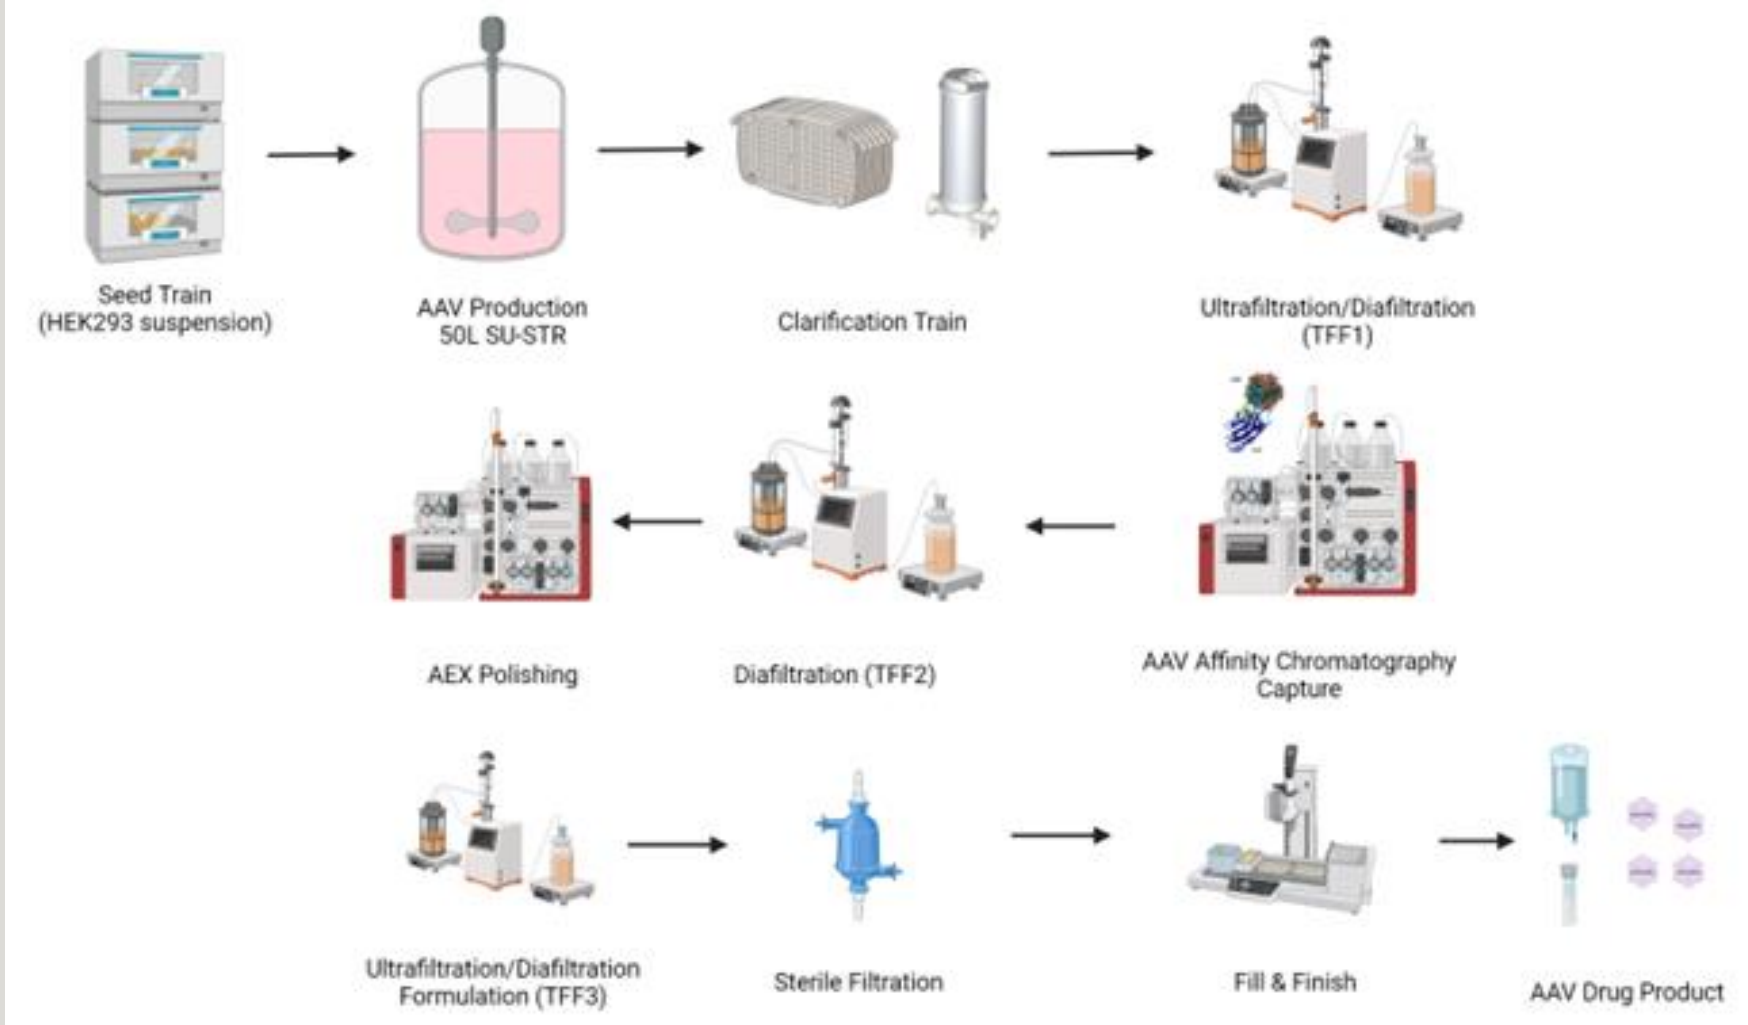 Seed Train
(HEK293 suspension)
AAV Production
50L SU-STR
Clarification Train
Ultrafiltration/Diafiltration
(TFF1)
AEX Polishing
Diafiltration (TFF2)
AAV Affinity Chromatography
Capture
Ultrafiltration/Diafiltration
Formulation (TFF3)
Sterile Filtration
Fill & Finish
AAV Drug Product